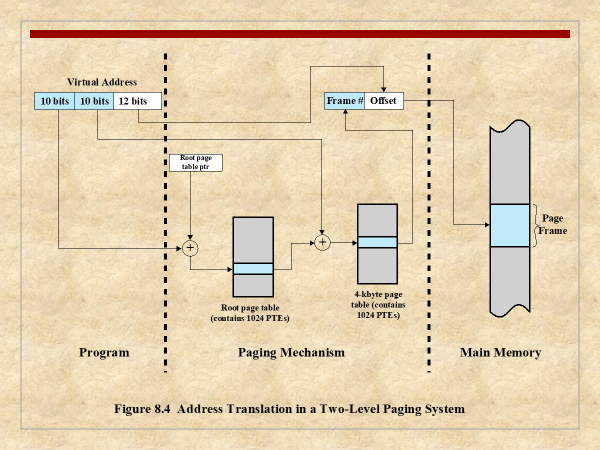 Virtual Address
10 bits 10 bits 12 bits
Frame # Offset
Root page
table ptr
+
+
Page
Frame
Root page table
(contains 1024 PTEs)
4-kbyte page
table (contains
1024 PTEs)
Program
Paging Mechanism
Main Memory
Figure 8.4 Address Translation in a Two-Level Paging System